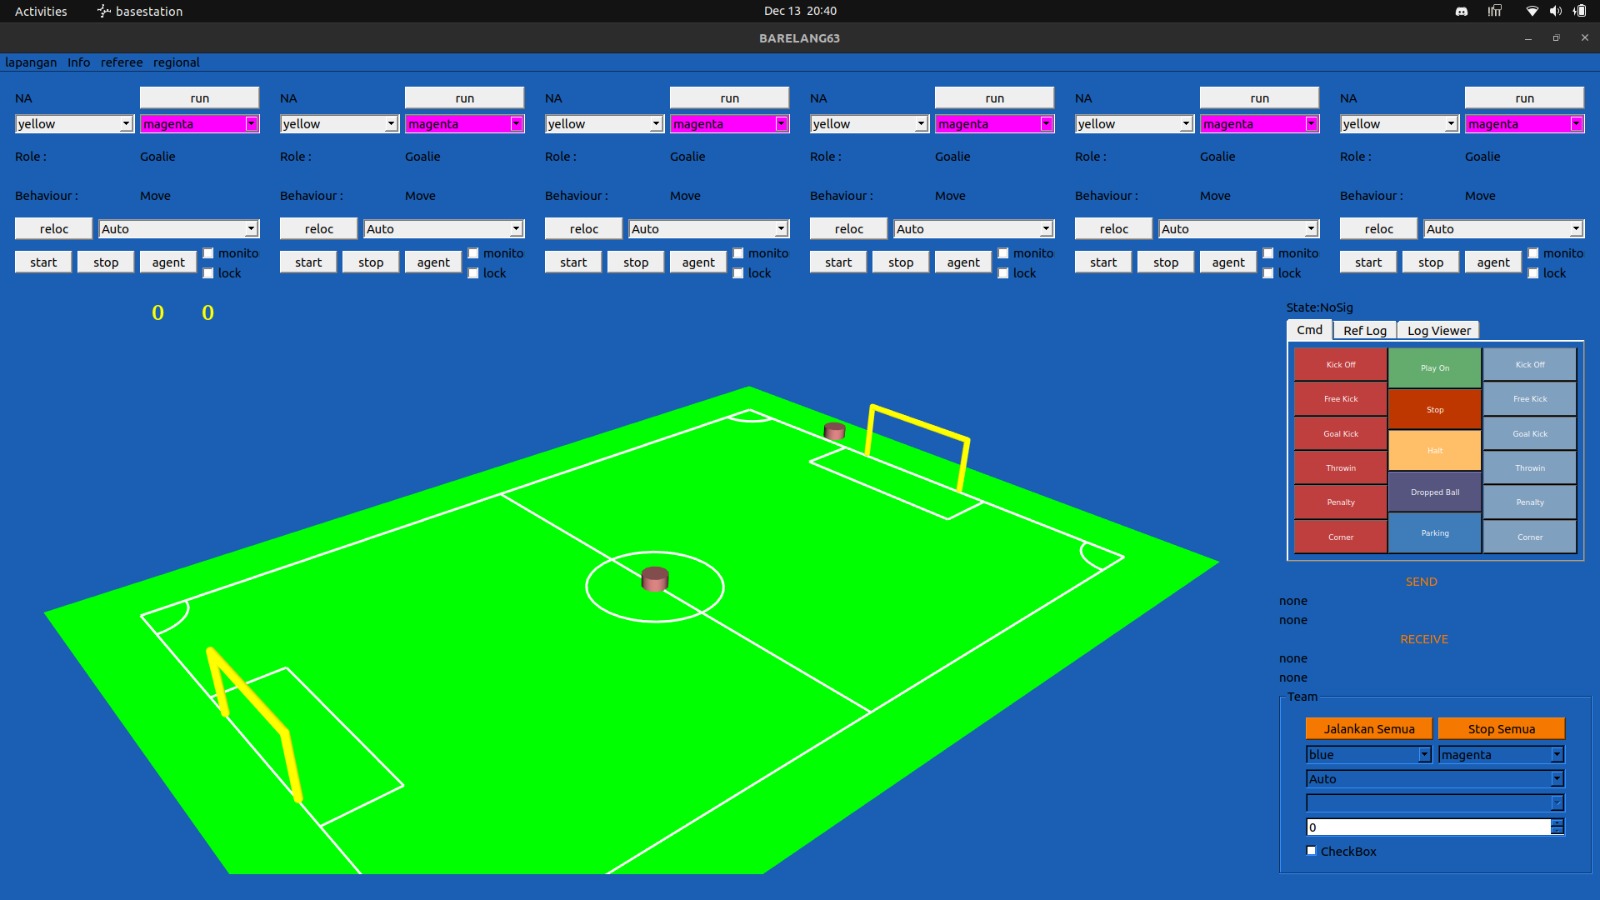 Activities basestation Dec 13 20:40
BARELANG63
lapangan Info referee regional
NA run NA run NA run NA run NA run NA run
yellow magenta yellow magenta yellow magenta yellow magenta yellow magenta yellow magenta
Role : Goalie Role : Goalie Role : Goalie Role : Goalie Role : Goalie Role : Goalie
Behaviour : Move Behaviour : Move Behaviour : Move Behaviour : Move Behaviour : Move Behaviour : Move
reloc Auto reloc Auto reloc Auto reloc Auto reloc Auto reloc Auto
start stop agent monito start stop agent monito start stop agent monito start stop agent monito start stop agent monito start stop agent monito
lock lock lock lock lock lock
0 0
State:NoSig
Cmd Ref Log Log Viewer
Kick Off Play On Kick Off
Free Kick Stop Free Kick
Goal Kick Halt Goal Kick
Throwin Dropped Ball Throwin
Penalty Parking Penalty
Corner Corner
SEND
none
none
RECEIVE
none
none
Team
Jalankan Semua Stop Semua
blue magenta
Auto
0
CheckBox